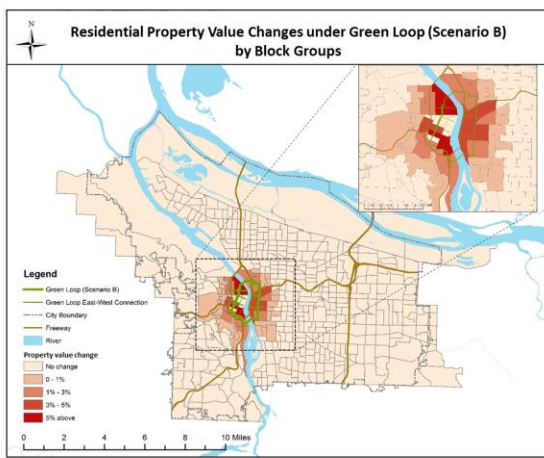 N
Residential Property Value Changes under Green Loop (Scenario B)
by Block Groups
Legend
Green Loop (Scenario B)
Green Loop East-West Connection
City Boundary
Freeway
River
Property value change
No change
0 - 1%
1% - 3%
3% - 5%
5% above
0 2 4 6 8 10 Miles